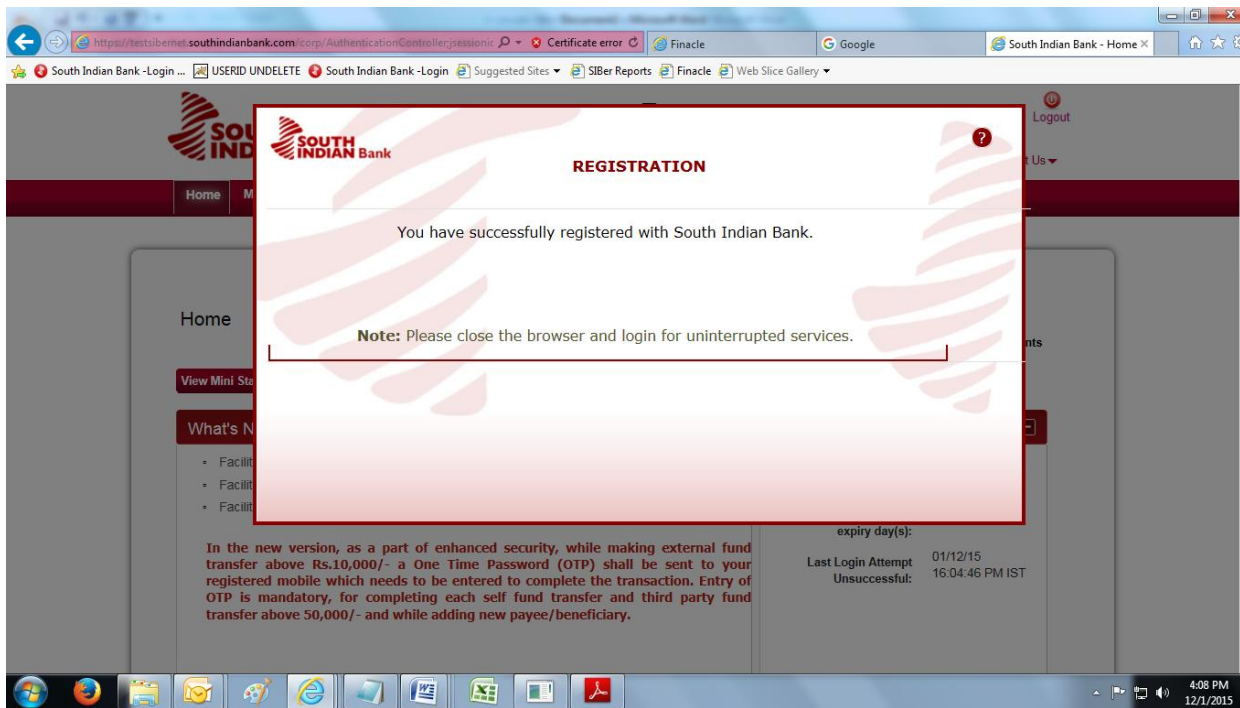 https://testsibernet.southindianbank.com/corp/AuthenticationController;jsessionic
Certificate error
Finacle
Google
South Indian Bank - Home
South Indian Bank -Login ...
USERID UNDELETE
South Indian Bank -Login
Suggested Sites
SIBer Reports
Finacle
Web Slice Gallery
Logout
SOU
IND
t Us
SOUTH
INDIAN Bank
?
REGISTRATION
Home
M
You have successfully registered with South Indian Bank.
Home
Note: Please close the browser and login for uninterrupted services.
nts
View Mini Sta
What's N
Facilit
Facilit
Facilit
expiry day(s):
In the new version, as a part of enhanced security, while making external fund
transfer above Rs.10,000/- a One Time Password (OTP) shall be sent to your
registered mobile which needs to be entered to complete the transaction. Entry of
OTP is mandatory, for completing each self fund transfer and third party fund
transfer above 50,000/- and while adding new payee/beneficiary.
Last Login Attempt
Unsuccessful:
01/12/15
16:04:46 PM IST
4:08 PM
12/1/2015